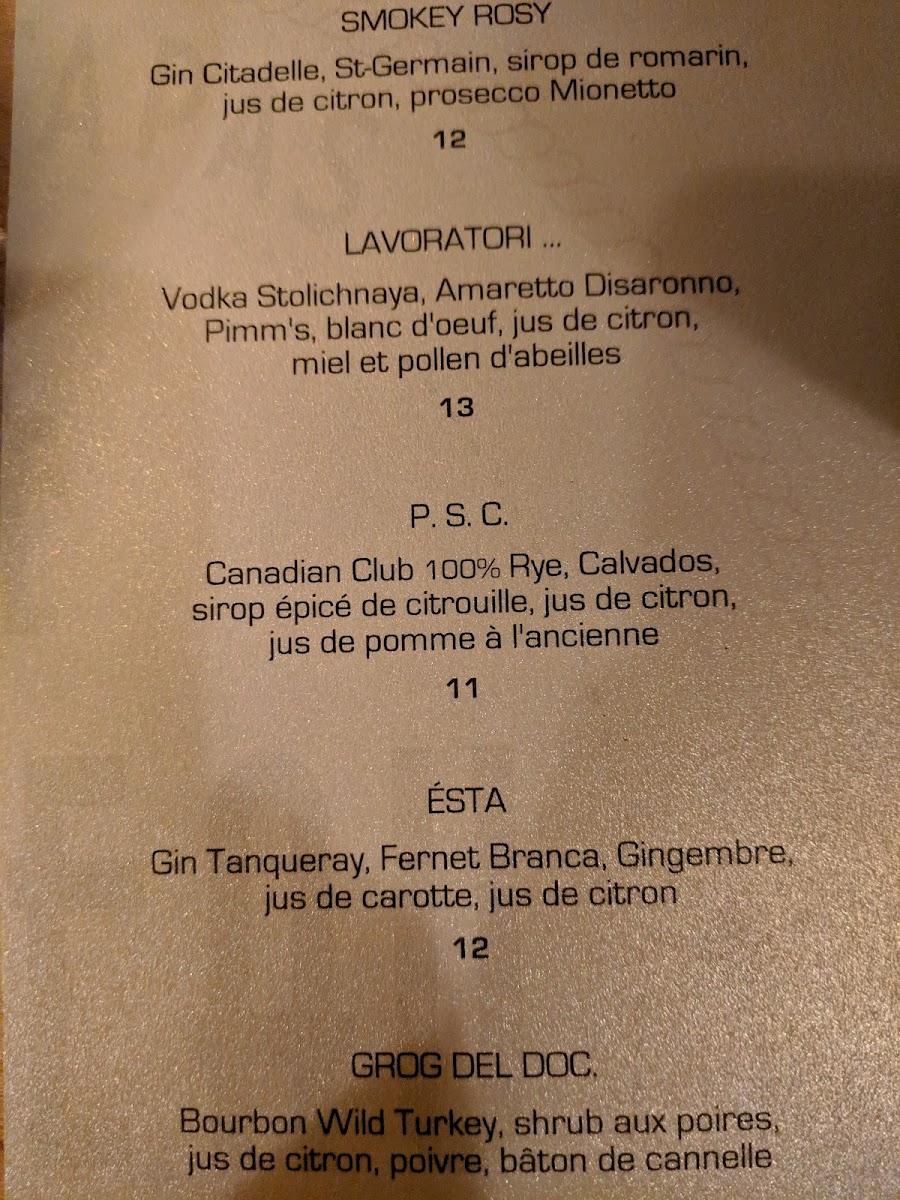 SMOKEY ROSY
Gin Citadelle, St-Germain, sirop de romarin,
jus de citron, prosecco Mionetto
12
LAVORATORI ...
Vodka Stolichnaya, Amaretto Disaronno,
Pimm's, blanc d'oeuf, jus de citron,
miel et pollen d'abeilles
13
P. S. C.
Canadian Club 100% Rye, Calvados,
sirop épicé de citrouille, jus de citron,
jus de pomme à l'ancienne
11
ÉSTA
Gin Tanqueray, Fernet Branca, Gingembre,
jus de carotte, jus de citron
12
GROG DEL DOC.
Bourbon Wild Turkey, shrub aux poires,
jus de citron, poivre, bâton de cannelle